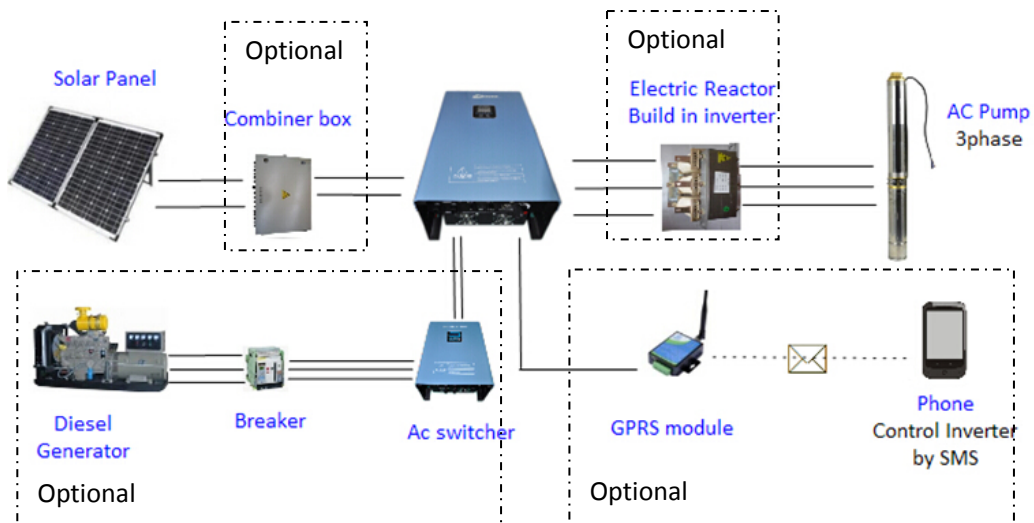 Optional
Optional
Solar Panel
Combiner box
Electric Reactor
Build in inverter
AC Pump
3phase
Diesel
Generator
Breaker
Ac switcher
GPRS module
Phone
Control Inverter
by SMS
Optional
Optional